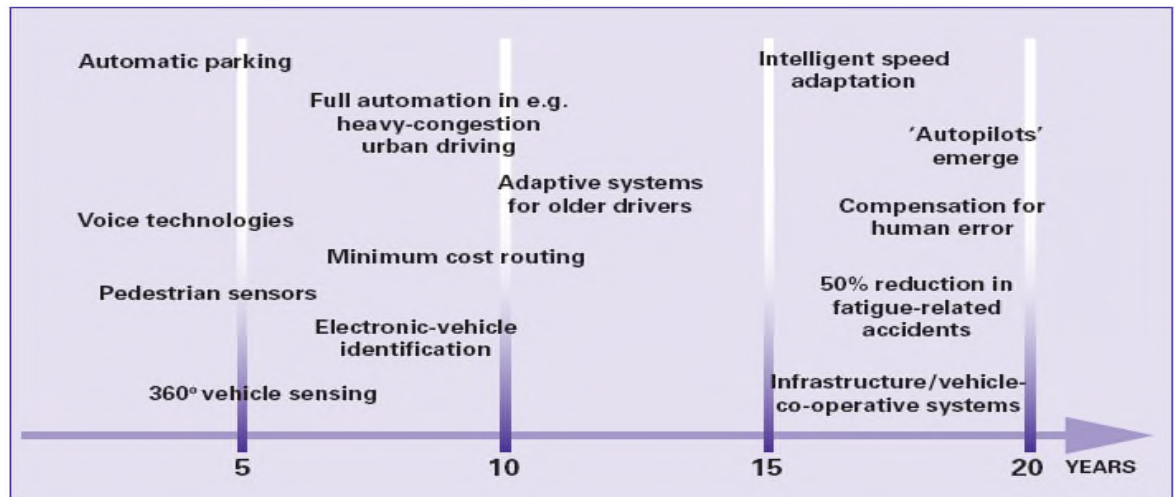 Automatic parking
Voice technologies
Pedestrian sensors
360° vehicle sensing
Full automation in e.g.
heavy-congestion
urban driving
Minimum cost routing
Electronic-vehicle
identification
Adaptive systems
for older drivers
Intelligent speed
adaptation
'Autopilots'
emerge
Compensation for
human error
50% reduction in
fatigue-related
accidents
Infrastructure/vehicle-
co-operative systems
5
10
15
20
YEARS